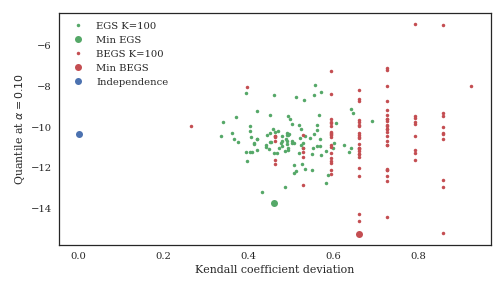 EGS K=100
Min EGS
BEGS K=100
Min BEGS
Independence
Quantile at α = 0.10
−6
−8
−10
−12
−14
0.0
0.2
0.4
0.6
0.8
Kendall coefficient deviation